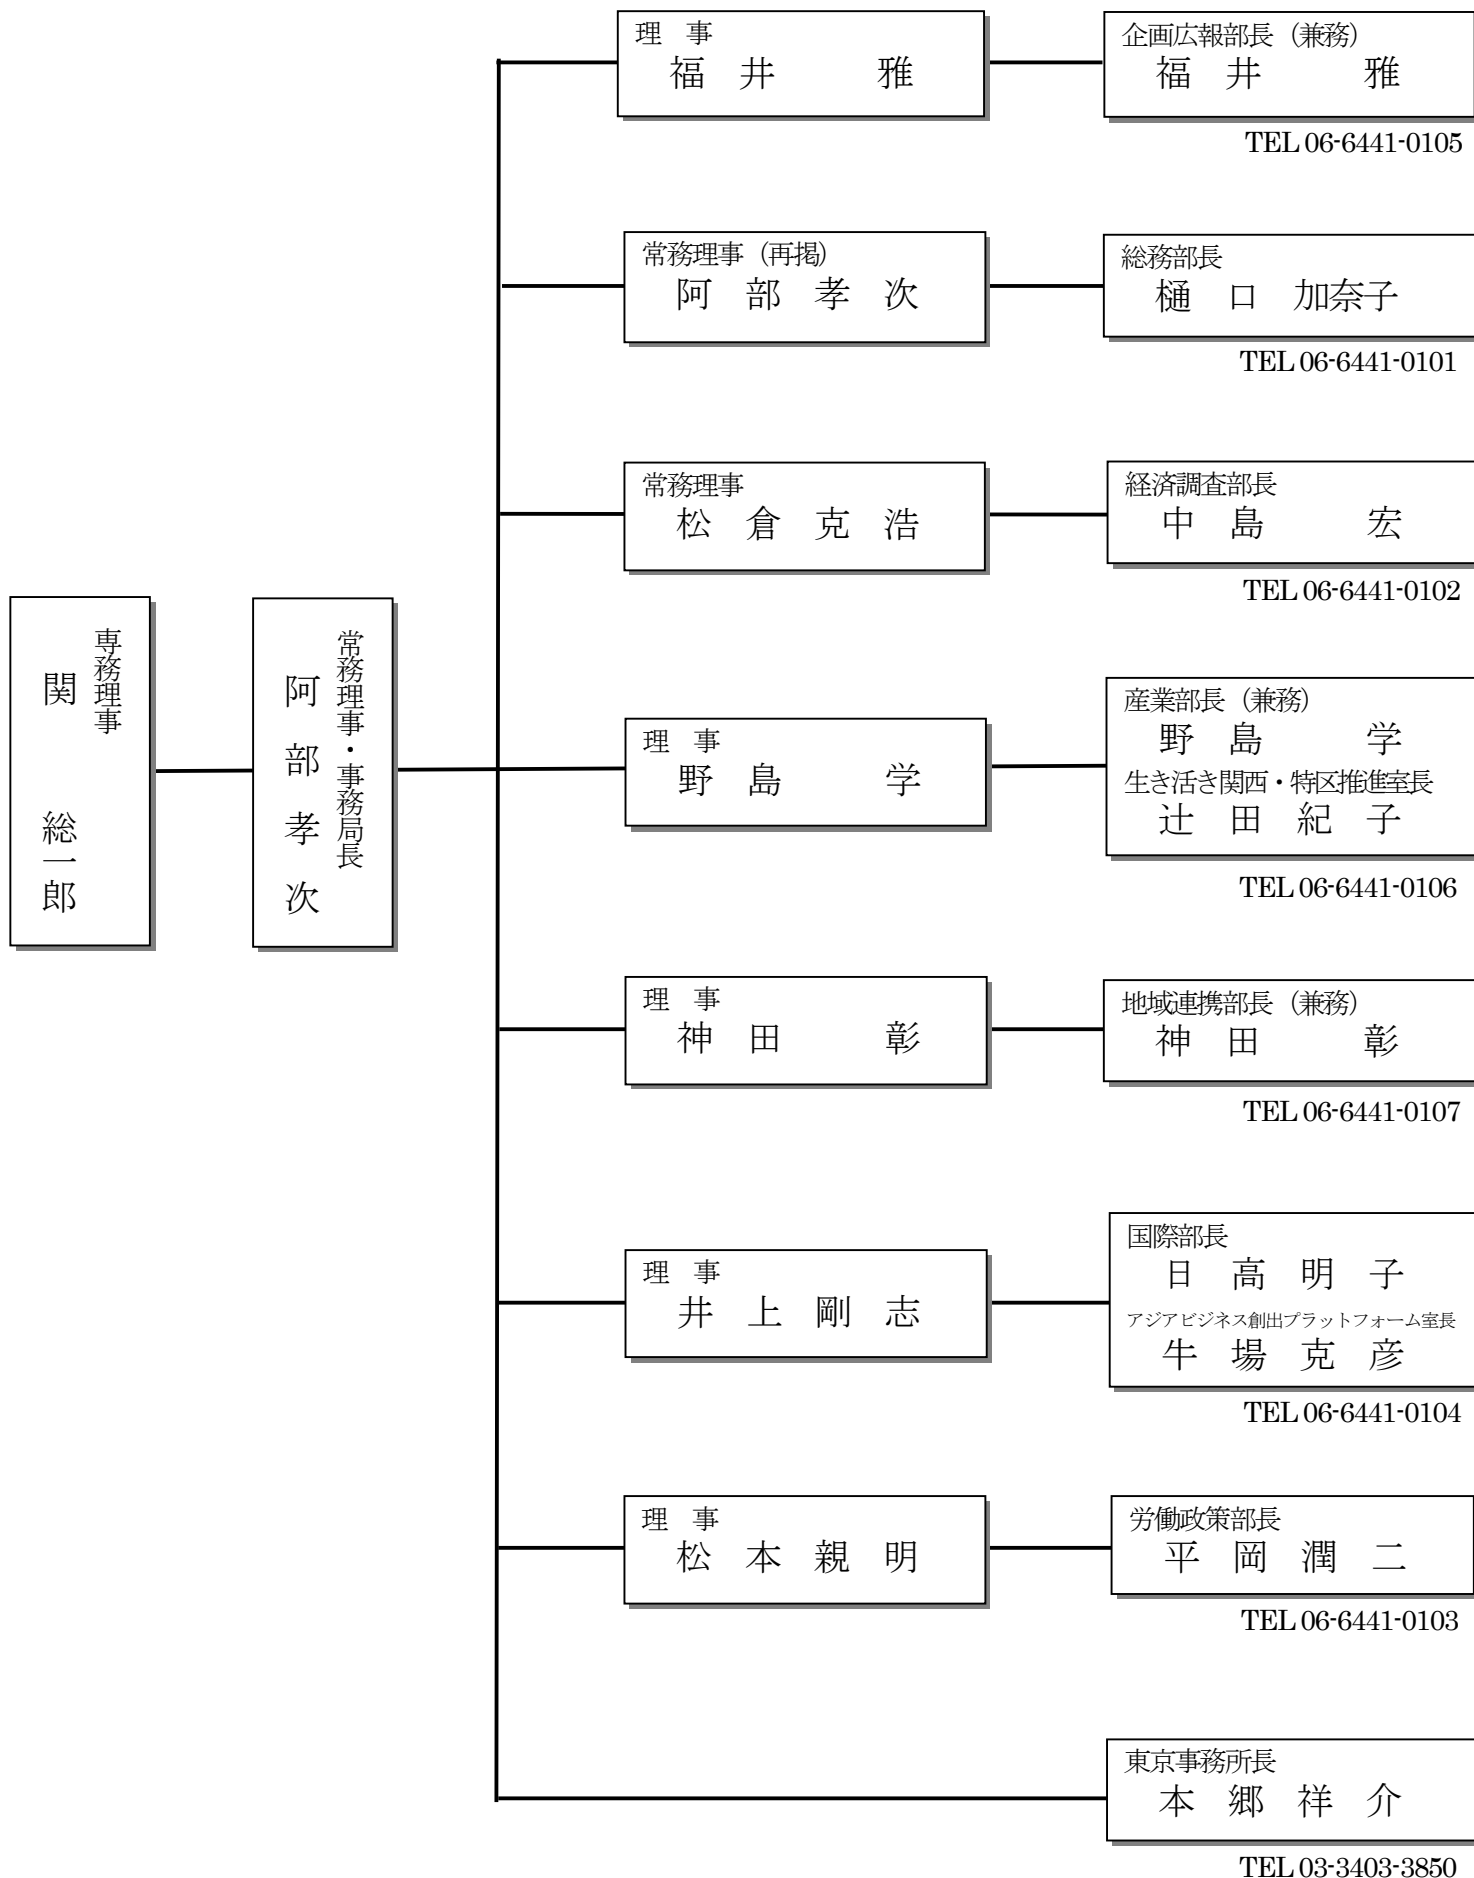 専務理事
関　総一郎
常務理事・事務局長
阿部孝次
理　事
福井　雅
企画広報部長（兼務）
福井　雅
TEL 06-6441-0105
常務理事（再掲）
阿部孝次
総務部長
樋口　加奈子
TEL 06-6441-0101
常務理事
松倉克浩
経済調査部長
中島　宏
TEL 06-6441-0102
理　事
野島　学
産業部長（兼務）
野島　学
生き活き関西・特区推進室長
辻田紀子
TEL 06-6441-0106
理　事
神田　彰
地域連携部長（兼務）
神田　彰
TEL 06-6441-0107
理　事
井上剛志
国際部長
日高明子
アジアビジネス創出プラットフォーム室長
牛場克彦
TEL 06-6441-0104
理　事
松本親明
労働政策部長
平岡潤二
TEL 06-6441-0103
東京事務所長
本郷祥介
TEL 03-3403-3850